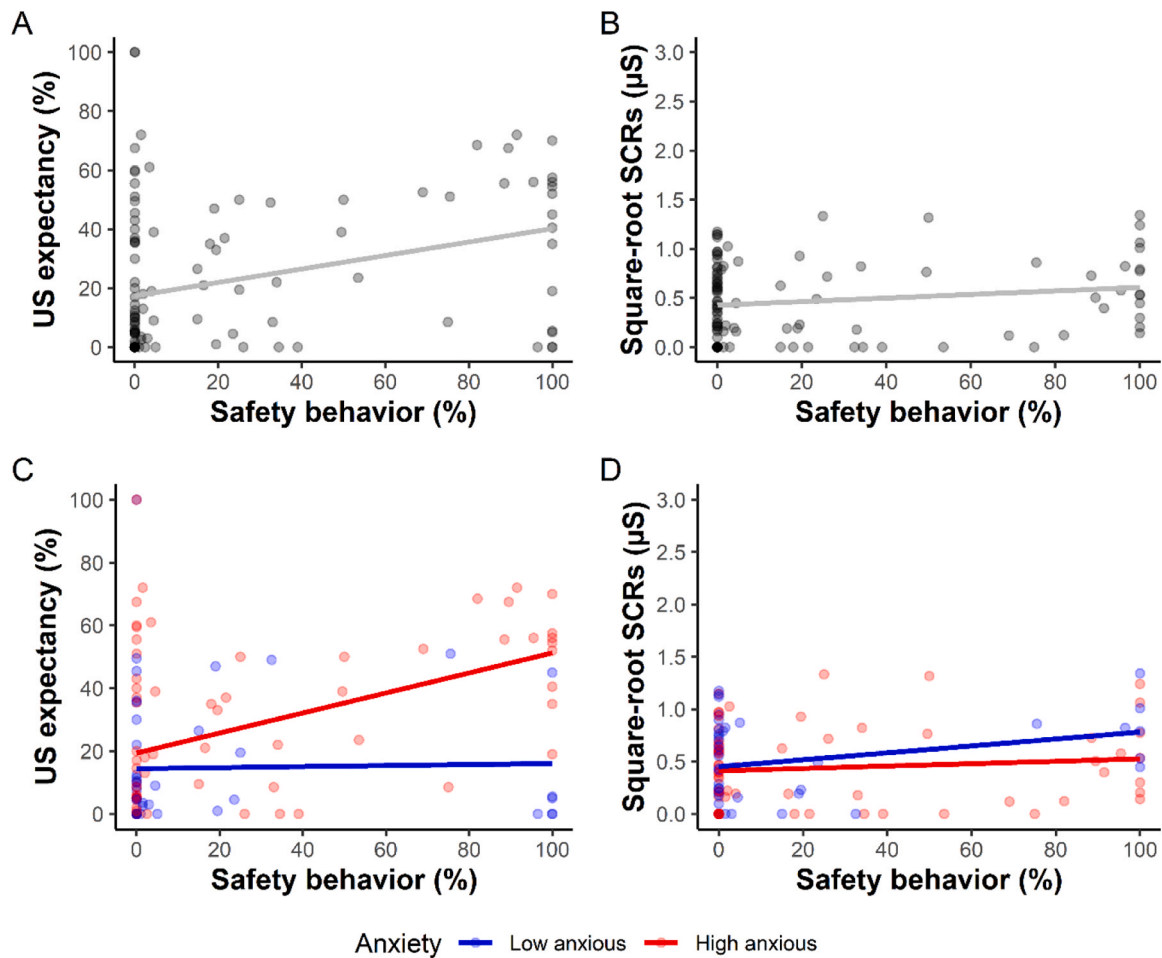 A
US expectancy (%)
100
80
60
40
20
0
0 20 40 60 80 100
Safety behavior (%)
B
Square-root SCRs (µS)
3.0
2.5
2.0
1.5
1.0
0.5
0.0
0 20 40 60 80 100
Safety behavior (%)
C
US expectancy (%)
100
80
60
40
20
0
0 20 40 60 80 100
Safety behavior (%)
D
Square-root SCRs (µS)
3.0
2.5
2.0
1.5
1.0
0.5
0.0
0 20 40 60 80 100
Safety behavior (%)
Anxiety Low anxious High anxious